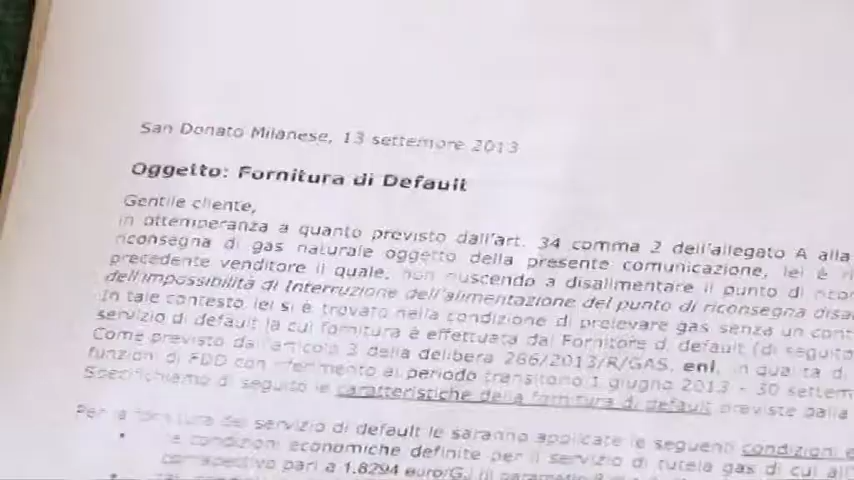 San Donato Milanese, 13 settembre 2013
Oggetto: Fornitura di Default
Gentile cliente,
in ottemperanza a quanto previsto dall'art. 34 comma 2 dell'allegato A alla
riconsegna di gas naturale oggetto della presente comunicazione, lei è
precedente venditore il quale, non riuscendo a disalimentare il punto di
dell'impossibilità di interruzione dell'alimentazione del punto di riconsegna
In tale contesto lei si è trovato nella condizione di prelevare gas senza un
servizio di default la cui fornitura è effettuata dal Fornitore di default (di seguito
Come previsto dall'articolo 3 della delibera 286/2013/R/GAS, eni, in qualità di
funzioni di FDD con riferimento al periodo transitorio 1 giugno 2013 - 30
Specifichiamo di seguito le caratteristiche della fornitura di default previste dalla
Per la fornitura del servizio di default le saranno applicate le seguenti condizioni
• le condizioni economiche definite per il servizio di tutela gas di cui
corrispettivo pari a 1.8294 euro/GJ